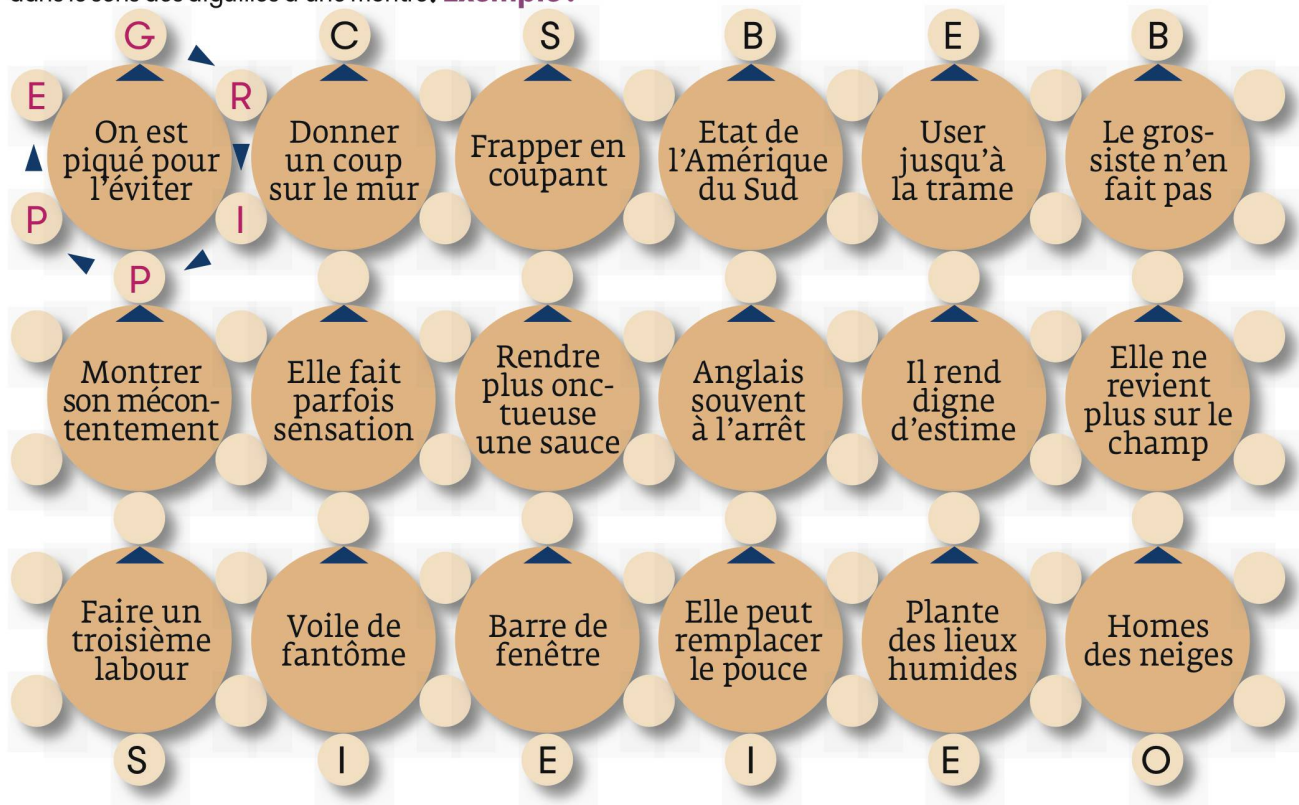 dans le sens des aiguilles d'une montre. Exemple :
G C S B E B
E R
On est
piqué pour
l'éviter
Donner
un coup
sur le mur
Frapper en
coupant
Etat de
l'Amérique
du Sud
User
jusqu'à
la trame
Le gros-
siste n'en
fait pas
P I
P
Montrer
son mécon-
tentement
Elle fait
parfois
sensation
Rendre
plus onc-
tueuse
une sauce
Anglais
souvent
à l'arrêt
Il rend
digne
d'estime
Elle ne
revient
plus sur le
champ
Faire un
troisième
labour
Voile de
fantôme
Barre de
fenêtre
Elle peut
remplacer
le pouce
Plante
des lieux
humides
Homes
des neiges
S I E I E O